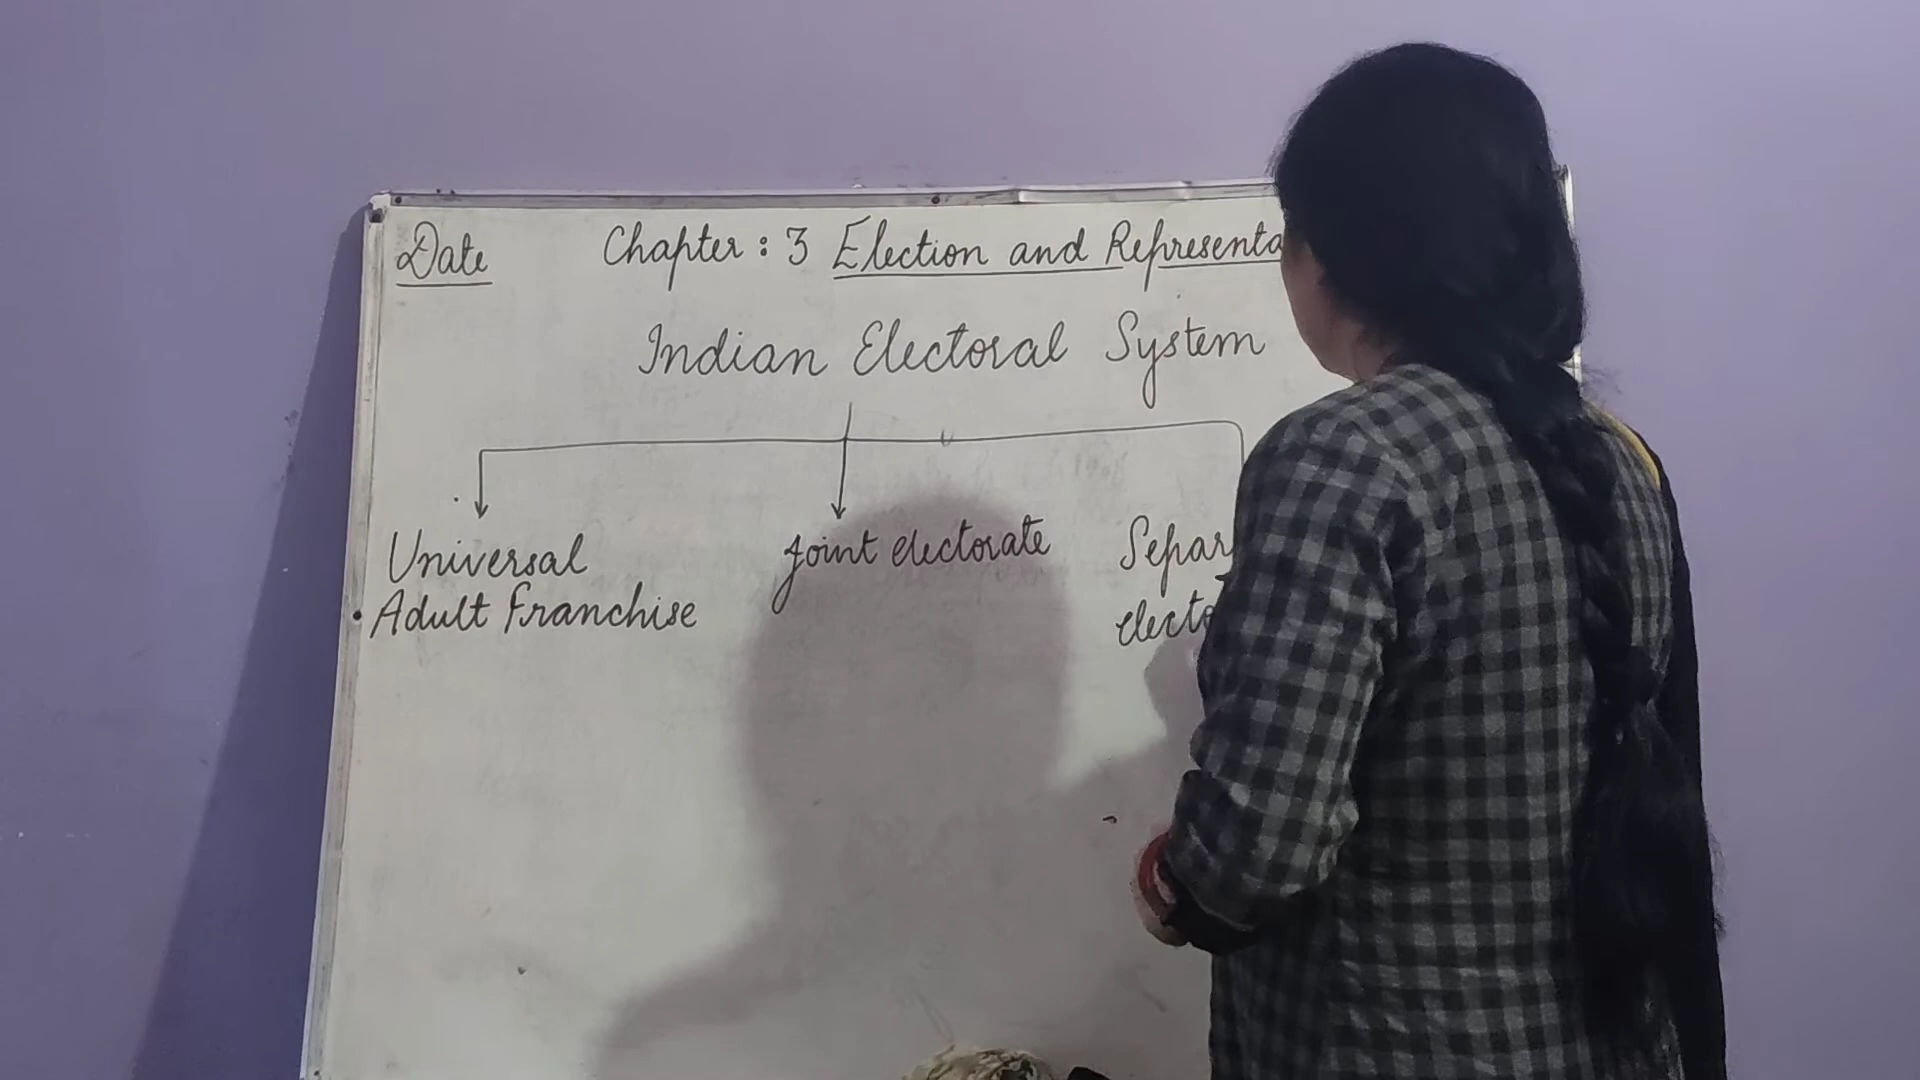 Date Chapter : 3 Election and Representa
Indian Electoral System
Universal Joint electorate Separ
Adult Franchise electo